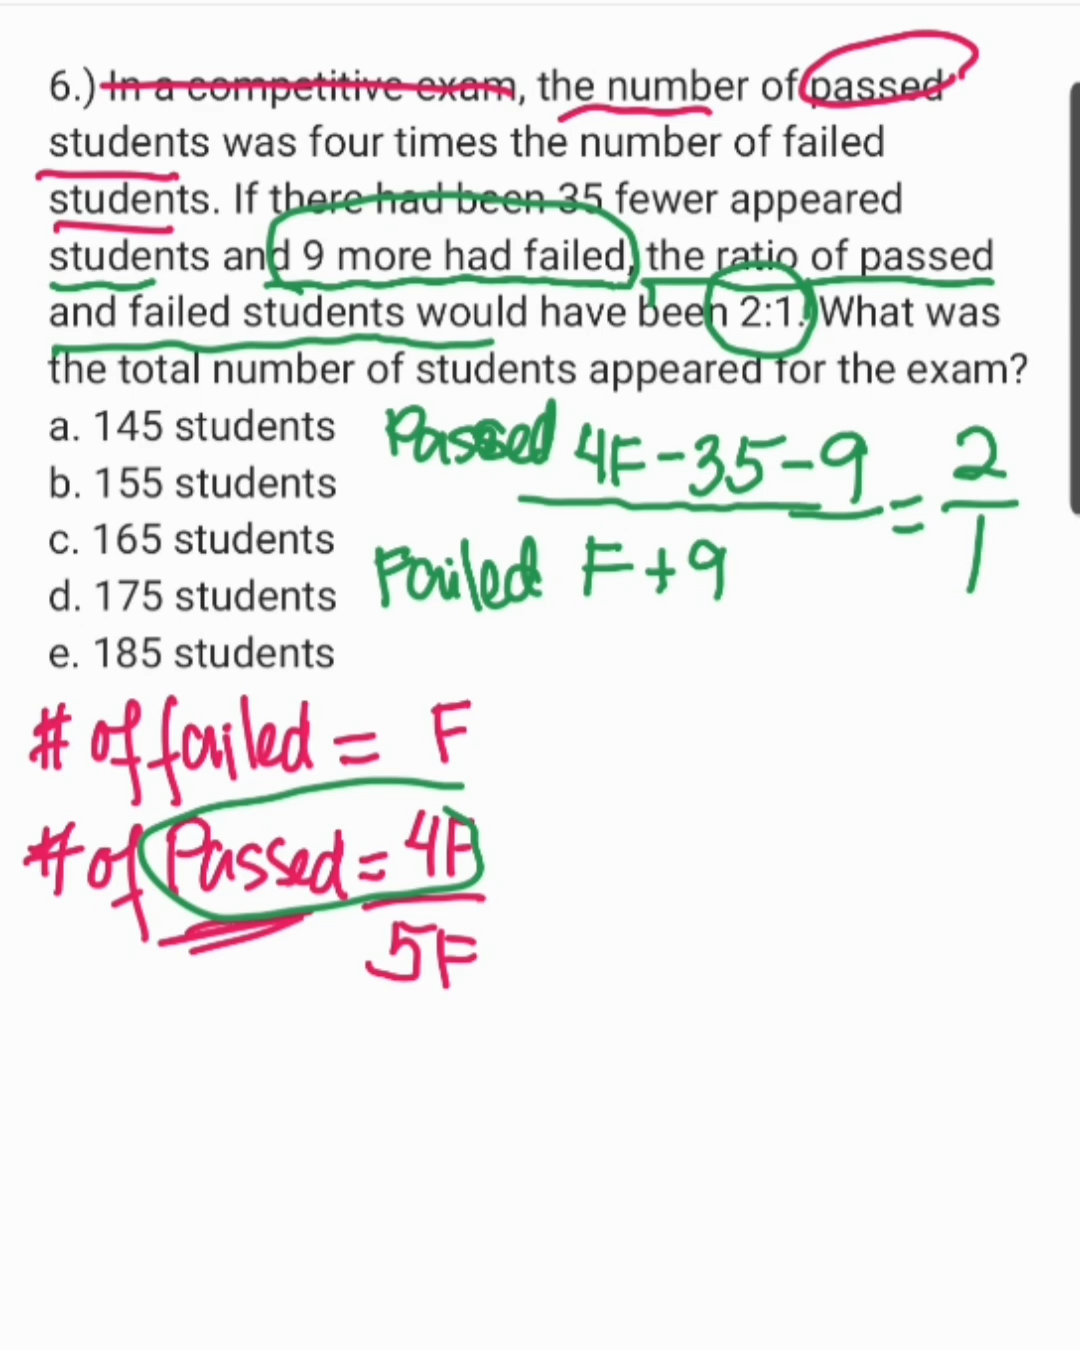 6.) In a competitive exam, the number of passed
students was four times the number of failed
students. If there had been 35 fewer appeared
students and 9 more had failed, the ratio of passed
and failed students would have been 2:1. What was
the total number of students appeared for the exam?
a. 145 students
b. 155 students
c. 165 students
d. 175 students
e. 185 students
Passed 4F-35-9 = 2
Failed F+9 1
# of failed = F
# of Passed = 4F
5F